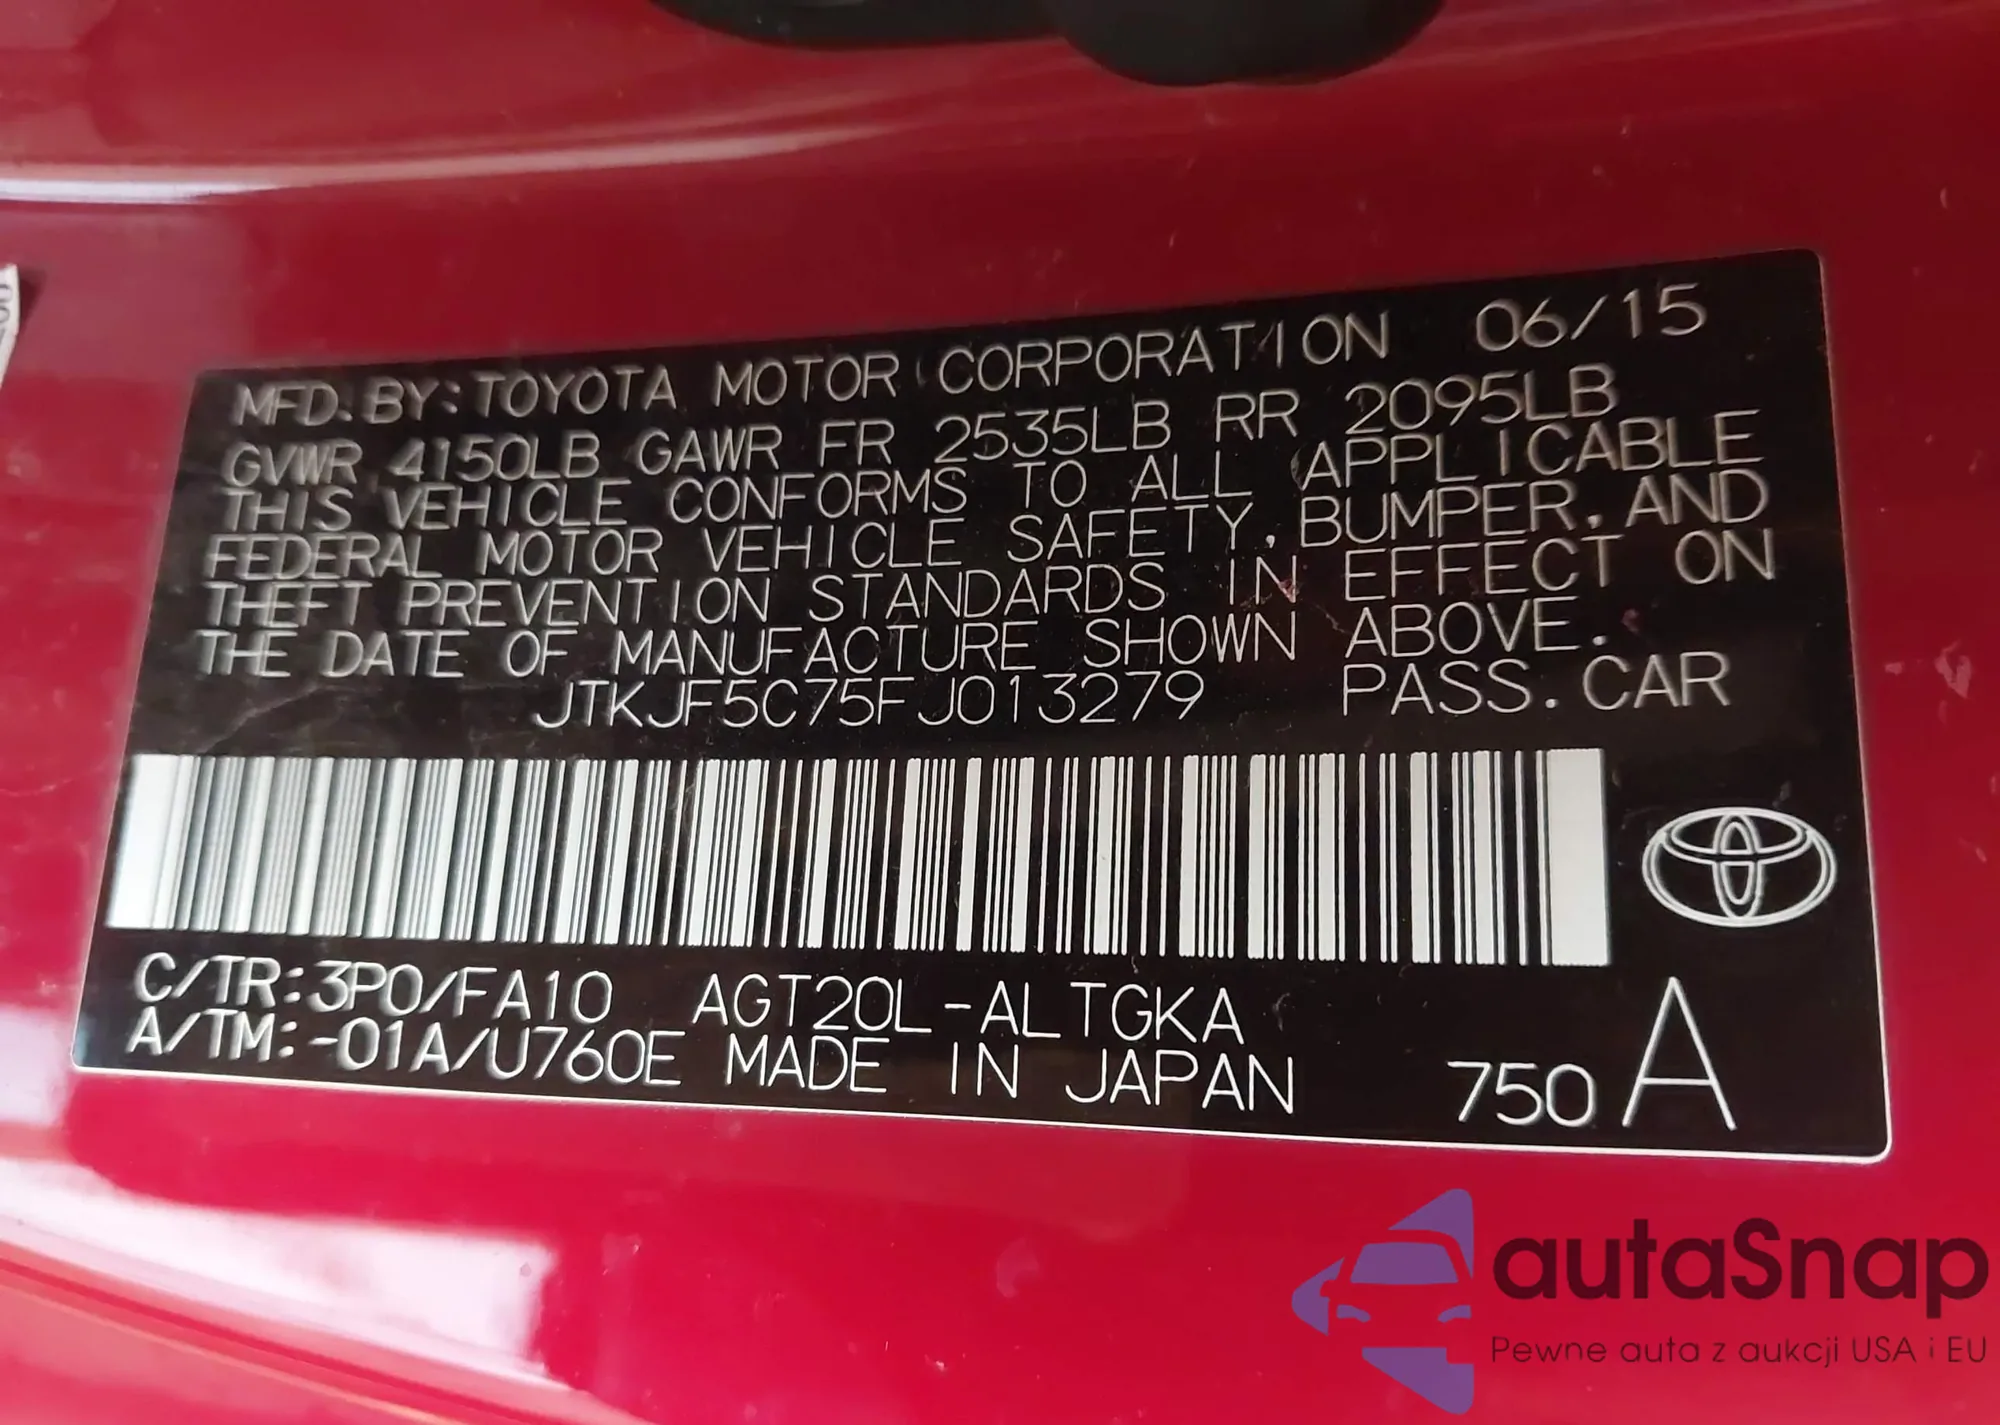 MFD. BY: TOYOTA MOTOR CORPORATION 06/15
GVWR 4150LB GAWR FR 2535LB RR 2095LB
THIS VEHICLE CONFORMS TO ALL APPLICABLE
FEDERAL MOTOR VEHICLE SAFETY, BUMPER, AND
THEFT PREVENTION STANDARDS IN EFFECT ON
THE DATE OF MANUFACTURE SHOWN ABOVE.
JTKJF5C75FJ013279 PASS. CAR
C/TR: 3P0/FA10 AGT20L-ALTGKA
A/TM: -01A/U760E MADE IN JAPAN 750 A
autaSnap
Pewne auta z aukcji USA i EU